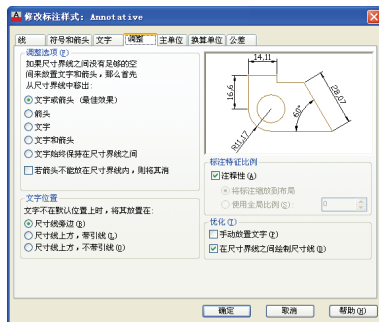 修改标注样式: Annotative
线 符号和箭头 文字 调整 主单位 换算单位 公差
调整选项(F)
如果尺寸界线之间没有足够的空
间来放置文字和箭头，那么首先
从尺寸界线中移出:
文字或箭头 (最佳效果)
箭头
文字
文字和箭头
文字始终保持在尺寸界线之间
若箭头不能放在尺寸界线内，则将其消
文字位置
文字不在默认位置上时，将其放置在:
尺寸线旁边(B)
尺寸线上方，带引线(L)
尺寸线上方，不带引线(O)
14,11
16,6
28,07
60°
R11,17
标注特征比例
注释性(A)
将标注缩放到布局
使用全局比例(S):
0
优化(T)
手动放置文字(P)
在尺寸界线之间绘制尺寸线(D)
确定
取消
帮助(H)